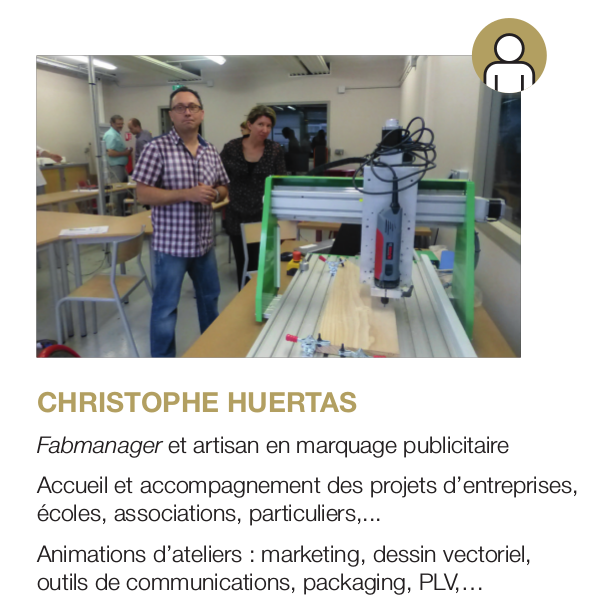 CHRISTOPHE HUERTAS
Fabmanager et artisan en marquage publicitaire
Accueil et accompagnement des projets d’entreprises,
écoles, associations, particuliers,...
Animations d’ateliers : marketing, dessin vectoriel,
outils de communications, packaging, PLV,…